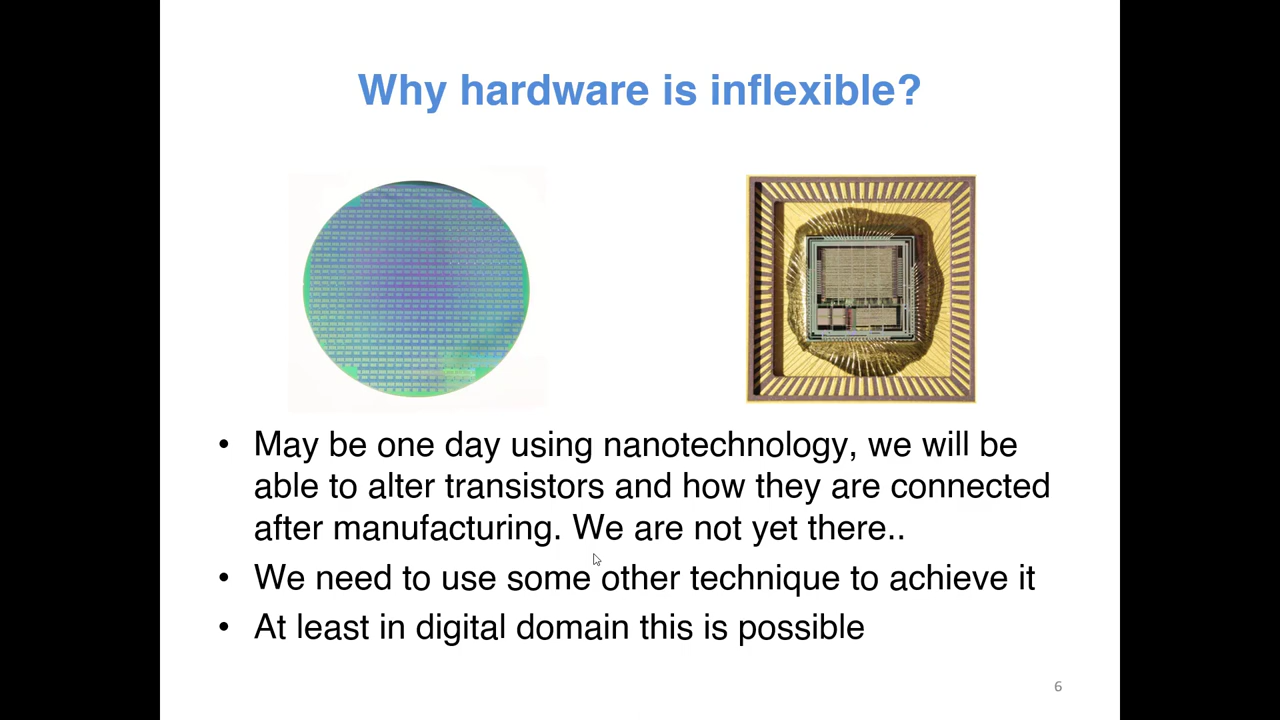 Why hardware is inflexible?
• May be one day using nanotechnology, we will be
able to alter transistors and how they are connected
after manufacturing. We are not yet there..
• We need to use some other technique to achieve it
• At least in digital domain this is possible
6